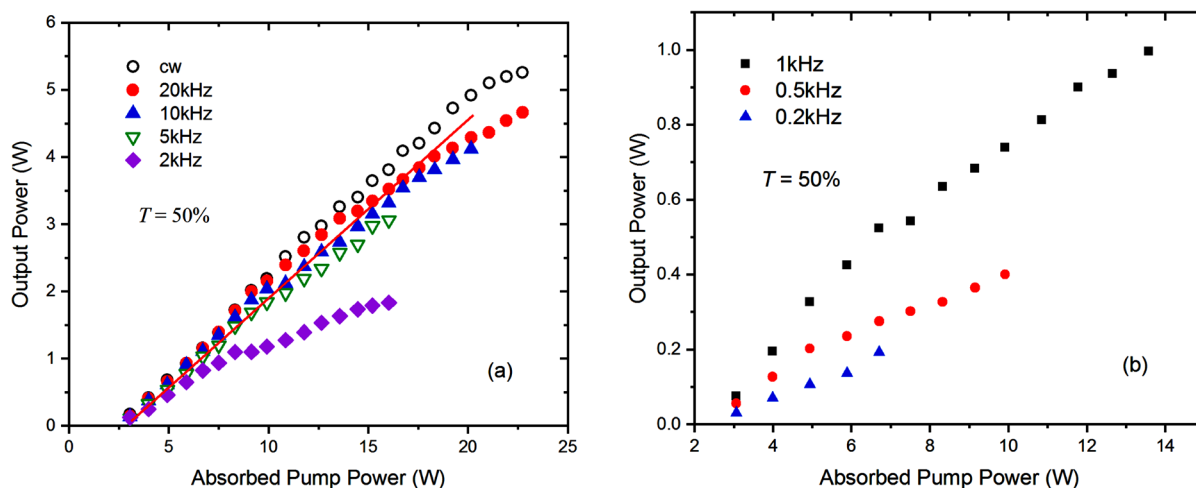 6
5
4
3
2
1
0
0 5 10 15 20 25
Output Power (W)
Absorbed Pump Power (W)
cw
20kHz
10kHz
5kHz
2kHz
T = 50%
(a)
1.0
0.8
0.6
0.4
0.2
0.0
2 4 6 8 10 12 14
Output Power (W)
Absorbed Pump Power (W)
1kHz
0.5kHz
0.2kHz
T = 50%
(b)